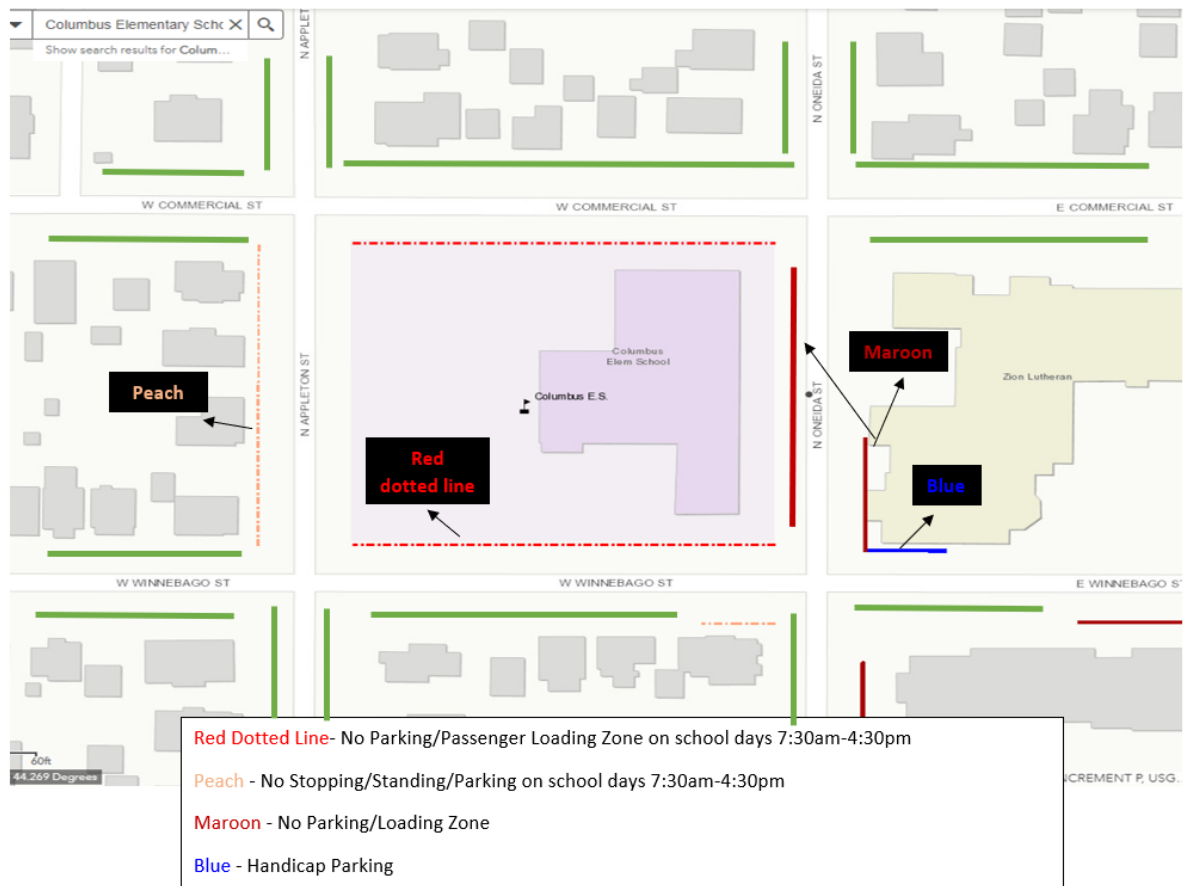 Columbus Elementary Schc
Show search results for Colum...
N APPLETON ST
N ONEIDA ST
W COMMERCIAL ST
W COMMERCIAL ST
E COMMERCIAL ST
Columbus
Elem School
Maroon
Zion Lutheran
N APPLETON ST
Peach
Columbus E.S.
N ONEIDA ST
Red
dotted line
Blue
W WINNEBAGO ST
W WINNEBAGO ST
E WINNEBAGO ST
Red Dotted Line- No Parking/Passenger Loading Zone on school days 7:30am-4:30pm
60ft
44.269 Degrees
NCREMENT P, USG...
Peach - No Stopping/Standing/Parking on school days 7:30am-4:30pm
Maroon - No Parking/Loading Zone
Blue - Handicap Parking